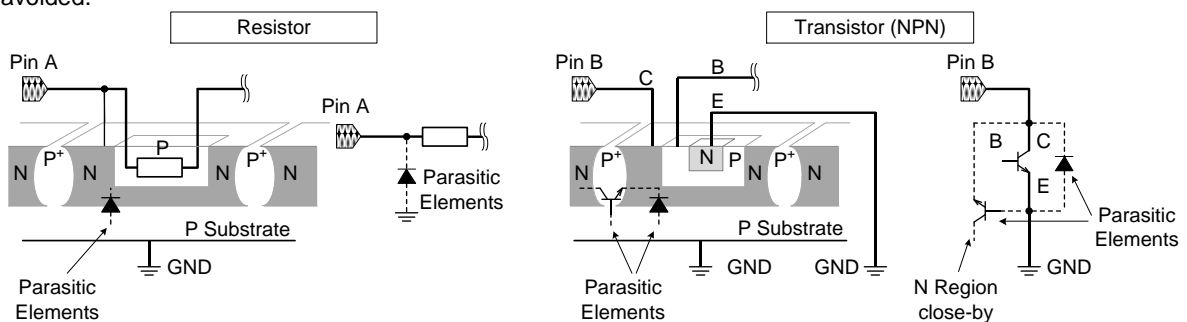 avoided.
Resistor
Transistor (NPN)
Pin A
Pin A
N P+ N P N P+ N
Parasitic
Elements
P Substrate
GND
Parasitic
Elements
Pin B
C
B
E
N P+ N N P N P+ N
P Substrate
GND
GND
Parasitic
Elements
Pin B
B
C
E
Parasitic
Elements
GND
N Region
close-by